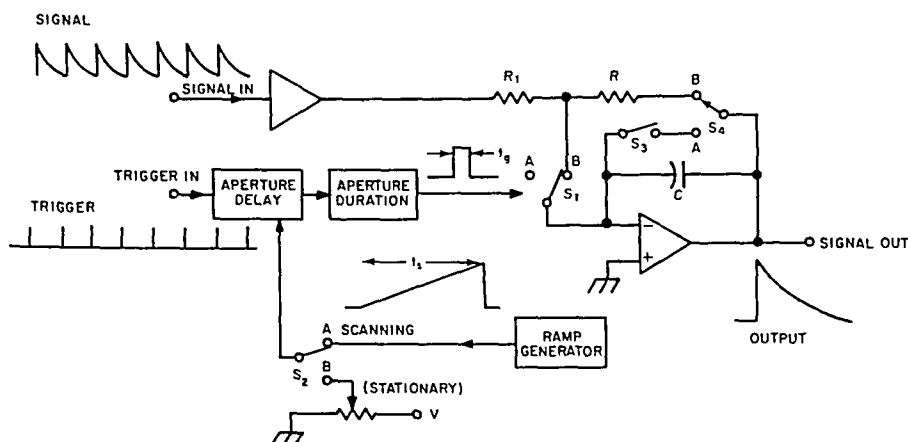 SIGNAL
SIGNAL IN
R1
R
B
S4
S3
A
tg
A
B
S1
C
TRIGGER IN
APERTURE DELAY
APERTURE DURATION
TRIGGER
−
+
SIGNAL OUT
ts
OUTPUT
A SCANNING
S2
B
RAMP GENERATOR
(STATIONARY)
V